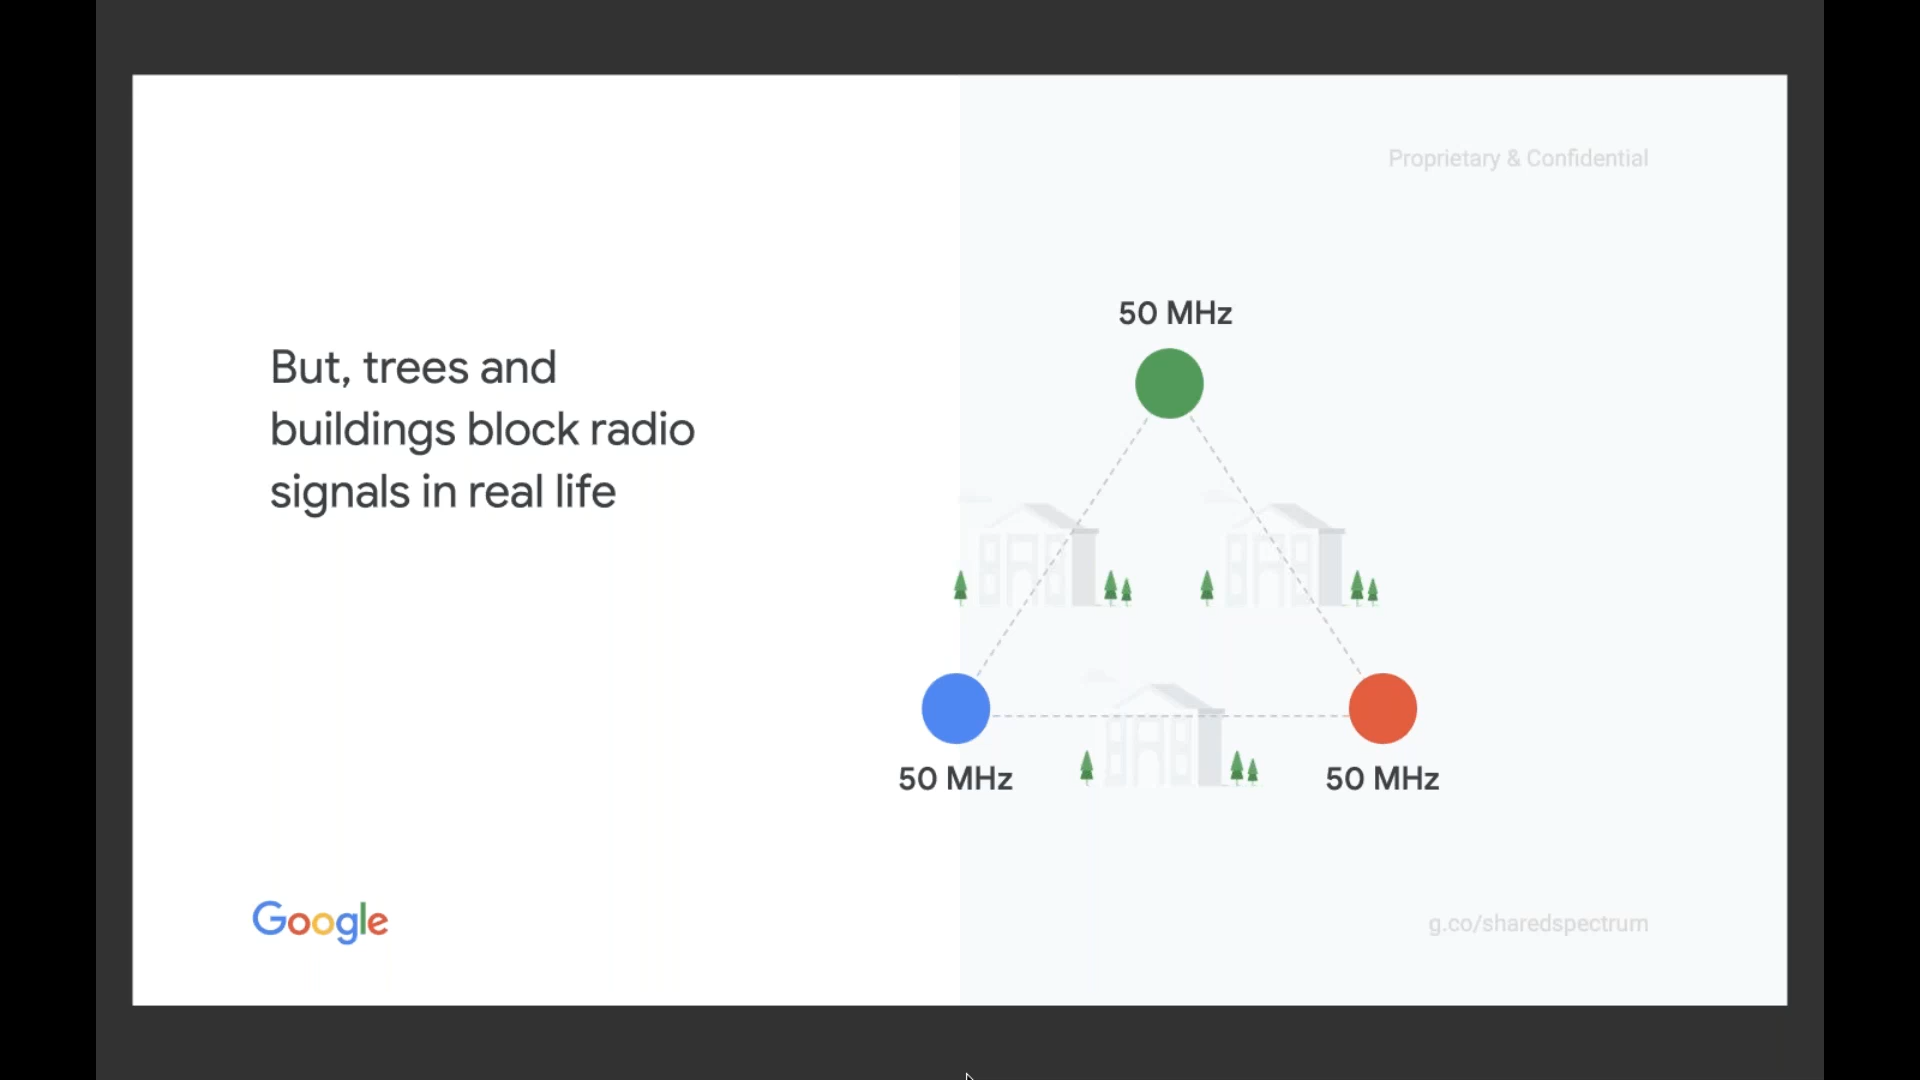 Proprietary & Confidential
But, trees and
buildings block radio
signals in real life
50 MHz
50 MHz
50 MHz
Google
g.co/sharedspectrum